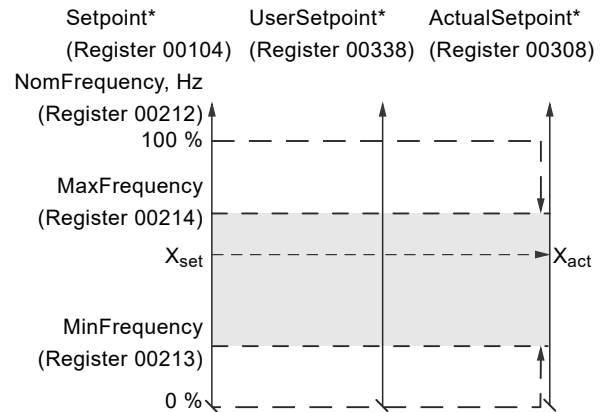 Setpoint* UserSetpoint* ActualSetpoint*
(Register 00104) (Register 00338) (Register 00308)
NomFrequency, Hz
(Register 00212)
100 %
MaxFrequency
(Register 00214)
Xset Xact
MinFrequency
(Register 00213)
0 %